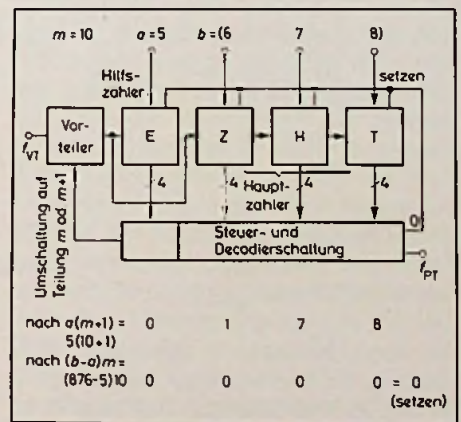 m = 10 a = 5 b = (6 7 8)
Hilfs-
zähler
setzen
Vor-
teiler
E Z H T
fVT
4 4 4 4
Haupt-
zähler
Umschaltung auf
Teilung m od m+1
Steuer- und
Decodierschaltung
0
fPT
nach a(m+1) = 0 1 7 8
5(10+1)
nach (b-a)m =
(876-5)10 0 0 0 0 = 0
(setzen)